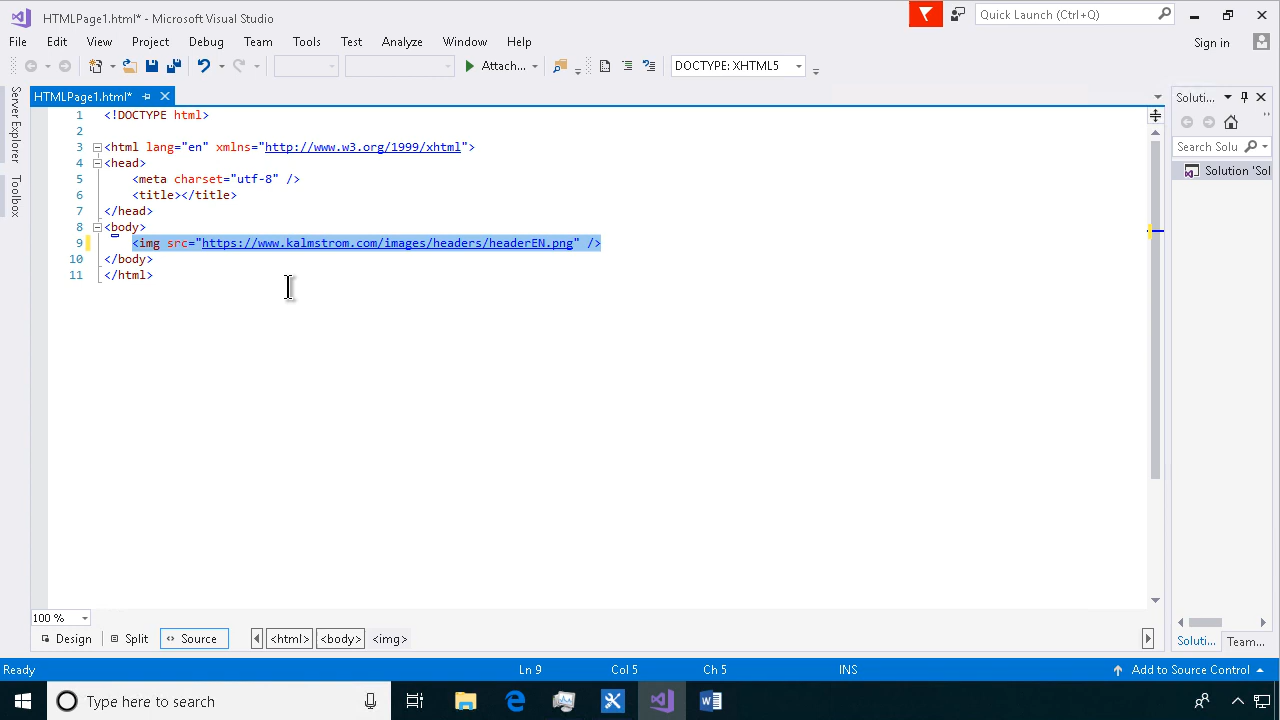 HTMLPage1.html* - Microsoft Visual Studio
Quick Launch (Ctrl+Q)
File Edit View Project Debug Team Tools Test Analyze Window Help
Sign in
Attach...
DOCTYPE: XHTML5
Server Explorer
Toolbox
HTMLPage1.html*
Soluti...
1 <!DOCTYPE html>
2
3 <html lang="en" xmlns="http://www.w3.org/1999/xhtml">
4 <head>
5 <meta charset="utf-8" />
6 <title></title>
7 </head>
8 <body>
9 <img src="https://www.kalmstrom.com/images/headers/headerEN.png" />
10 </body>
11 </html>
Search Solu
Solution 'Sol
100 %
Design Split Source <html> <body> <img>
Soluti... Team...
Ready Ln 9 Col 5 Ch 5 INS Add to Source Control
Type here to search